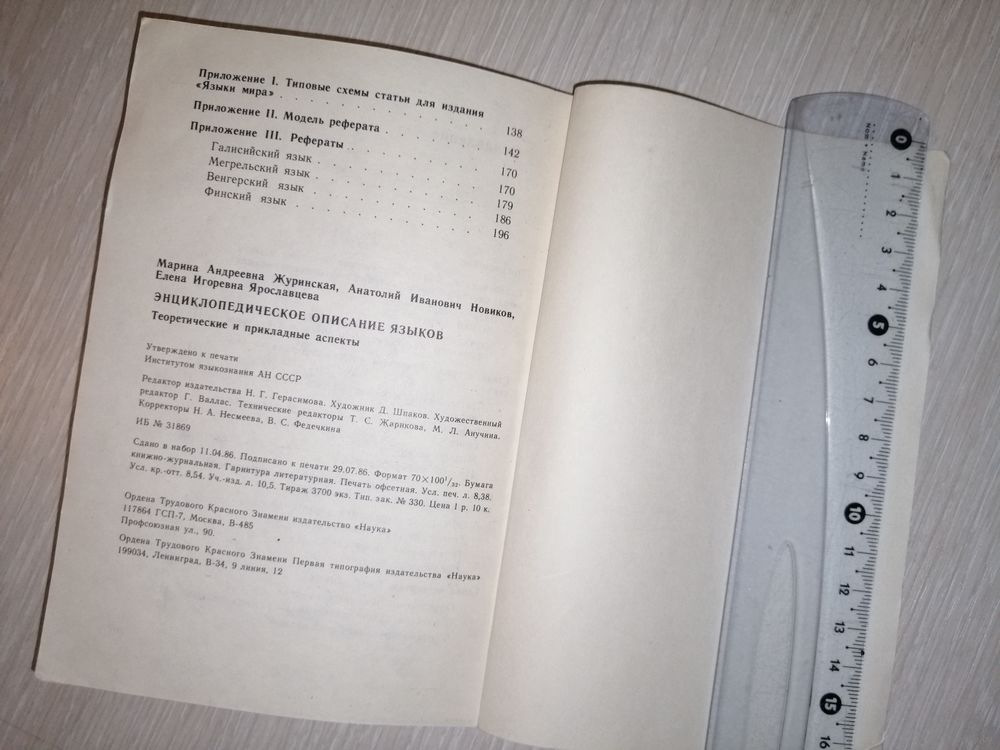 Приложение I. Типовые схемы статьи для издания
«Языки мира» . . . . . . . . . . 138
Приложение II. Модель реферата . . . . . . 142
Приложение III. Рефераты . . . . . . . . 170
Галисийский язык . . . . . . . . 170
Мегрельский язык . . . . . . . . 179
Венгерский язык . . . . . . . . 186
Финский язык . . . . . . . . 196
Марина Андреевна Журинская, Анатолий Иванович Новиков,
Елена Игоревна Ярославцева
ЭНЦИКЛОПЕДИЧЕСКОЕ ОПИСАНИЕ ЯЗЫКОВ
Теоретические и прикладные аспекты
Утверждено к печати
Институтом языкознания АН СССР
Редактор издательства Н. Г. Герасимова. Художник Д. Шпаков. Художественный
редактор Г. Валлас. Технические редакторы Т. С. Жарикова, М. Л. Анучина.
Корректоры Н. А. Несмеева, В. С. Федечкина
ИБ № 31869
Сдано в набор 11.04.86. Подписано к печати 29.07.86. Формат 70×100¹/₃₂. Бумага
книжно-журнальная. Гарнитура литературная. Печать офсетная. Усл. печ. л. 8,38.
Усл. кр.-отт. 8,54. Уч.-изд. л. 10,5. Тираж 3700 экз. Тип. зак. № 330. Цена 1 р. 10 к.
Ордена Трудового Красного Знамени издательство «Наука»
117864 ГСП-7, Москва, В-485
Профсоюзная ул., 90.
Ордена Трудового Красного Знамени Первая типография издательства «Наука»
199034, Ленинград, В-34, 9 линия, 12
Nom • Name
0
1
2
3
4
5
6
7
8
9
10
11
12
13
14
15
16